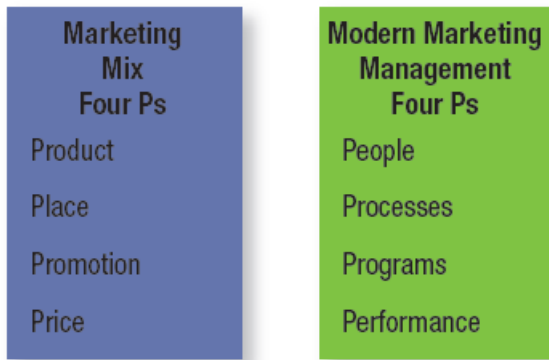 Marketing
Mix
Four Ps
Product
Place
Promotion
Price
Modern Marketing
Management
Four Ps
People
Processes
Programs
Performance